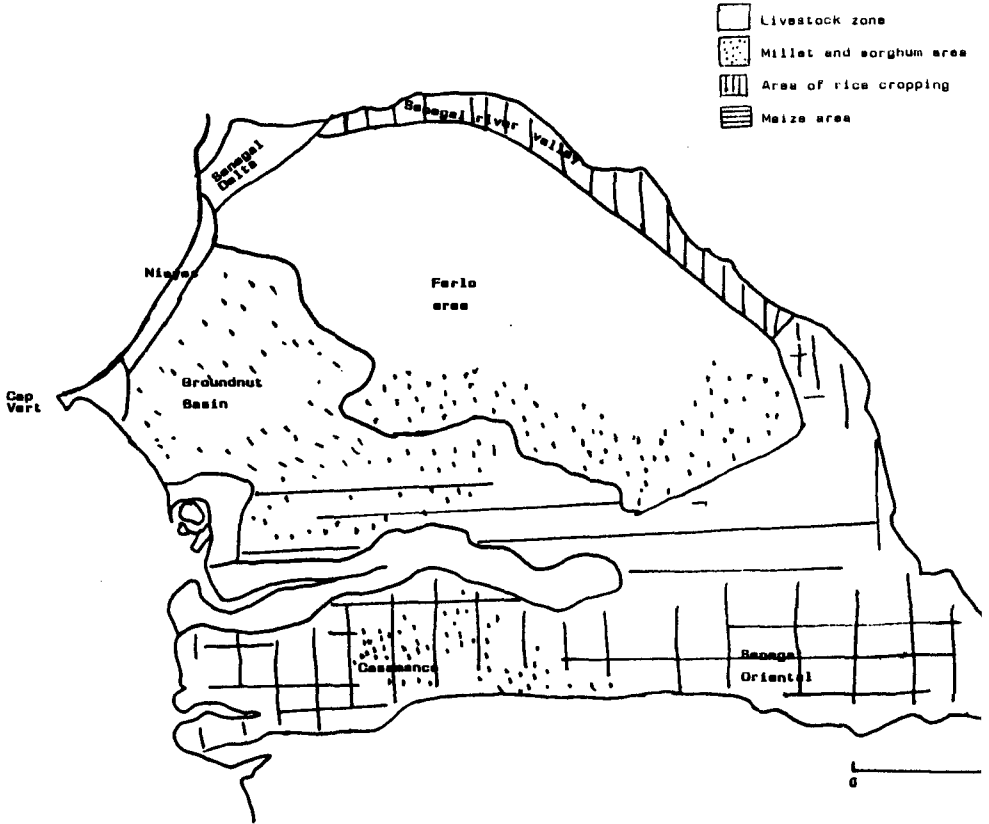 Livestock zone
Millet and sorghum area
Area of rice cropping
Maize area
Senegal river valley
Senegal
Delta
Niayes
Ferlo
area
Groundnut
Basin
Cap
Vert
Casamance
Senegal
Oriental
0